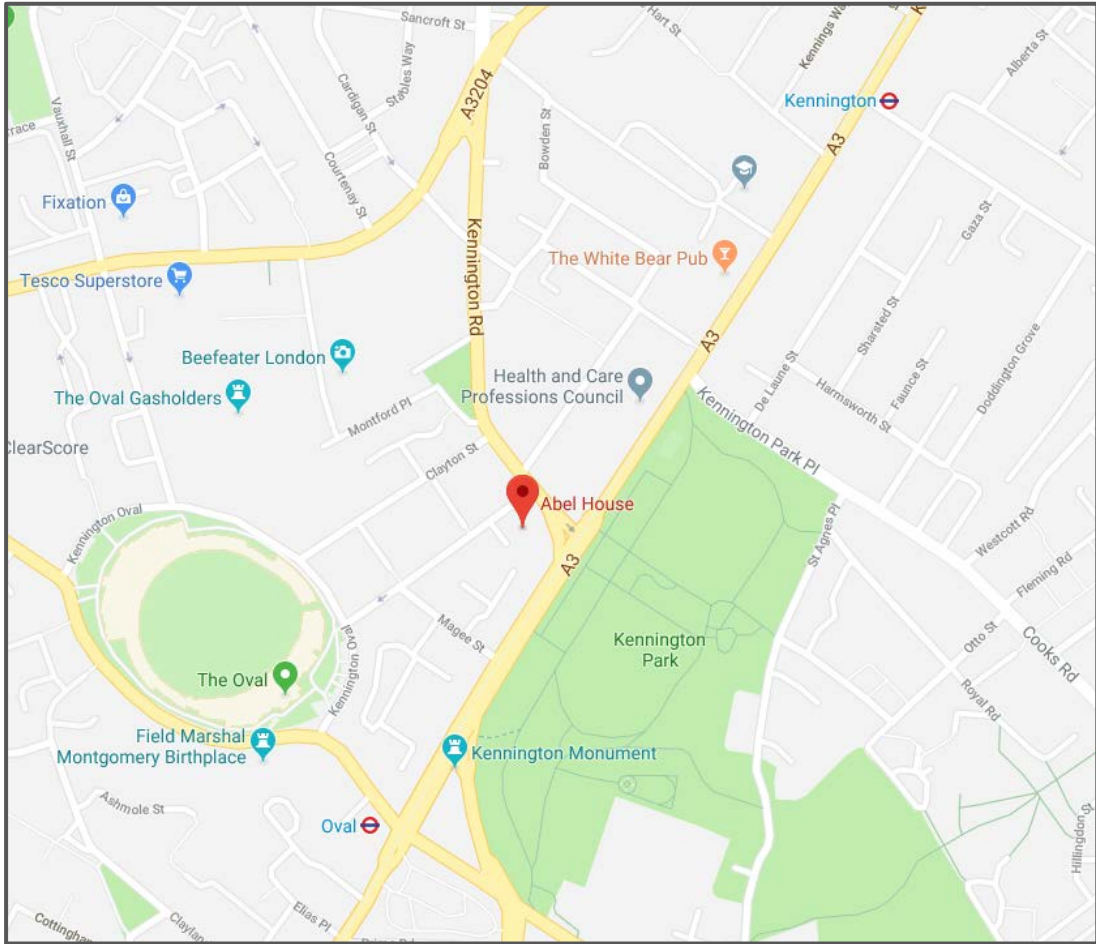 Sancroft St
Hart St
Kennings Wa
K
Stables Way
Cardigan St
A3204
Alberta St
Kennington
Vauxhall St
rrace
Bowden St
A3
Courtenay St
Fixation
Gaza St
Kennington Rd
The White Bear Pub
Tesco Superstore
Sharsted St
A3
Beefeater London
Doddington Grove
Health and Care
Professions Council
The Oval Gasholders
De Laune St
Faunce St
Harmsworth St
Montford Pl
Kennington Park Pl
ClearScore
Clayton St
Abel House
Kennington Oval
St Agnes Pl
Westcott Rd
A3
Fleming Rd
Magee St
Kennington
Park
Otto St
Cooks Rd
Kennington Oval
The Oval
Royal Rd
Field Marshal
Montgomery Birthplace
Kennington Monument
Ashmole St
Oval
Hillingdon St
Elias Pl
Cottingham
Claylan